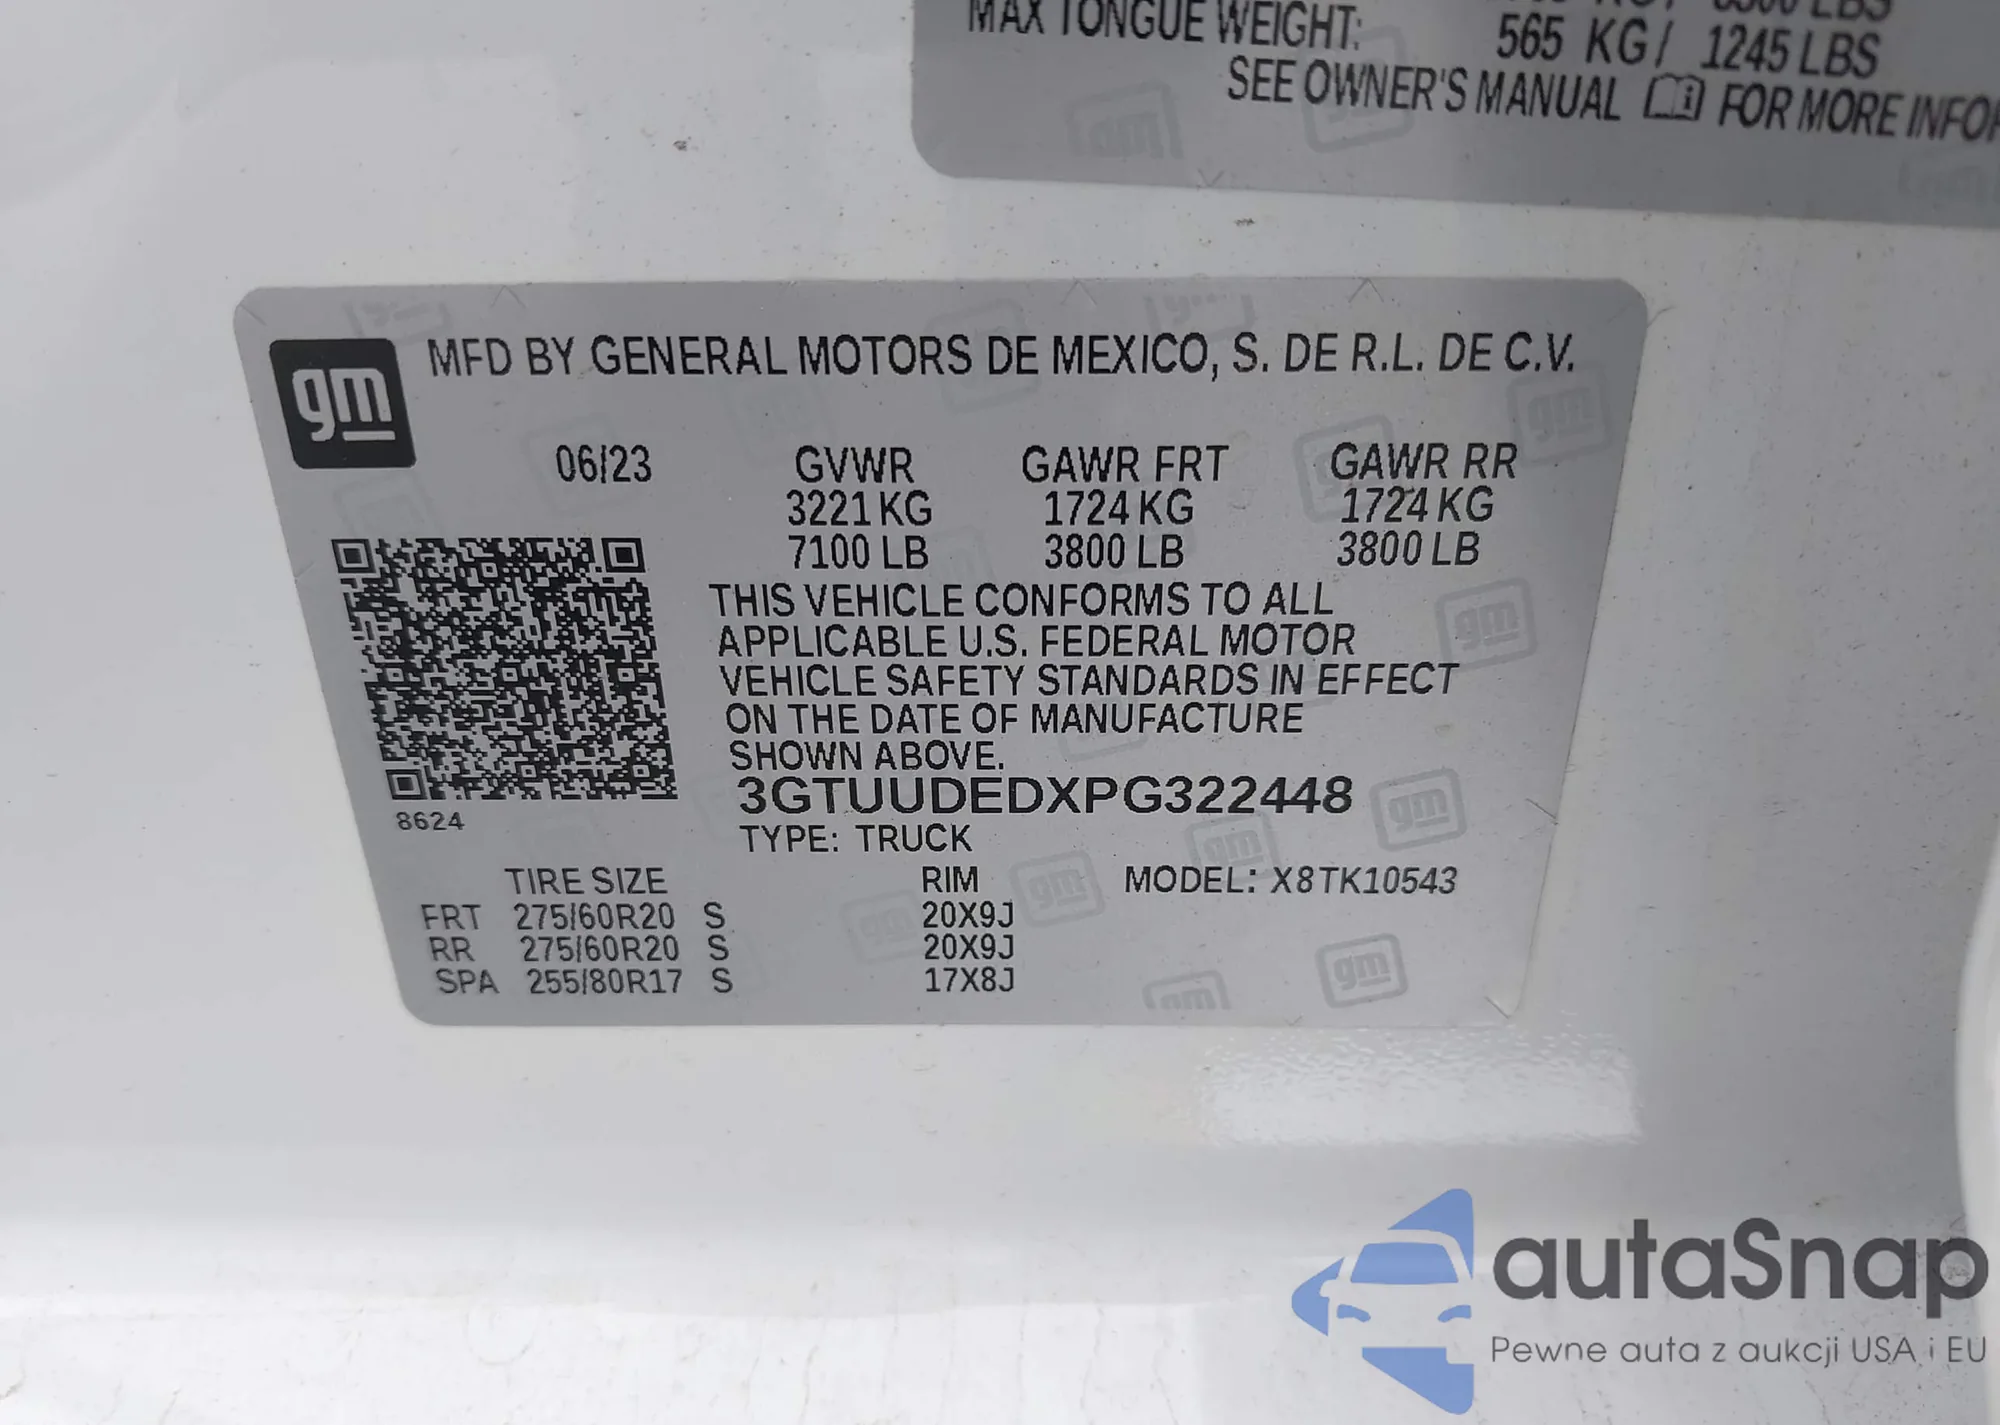 MAX TONGUE WEIGHT: 565 KG / 1245 LBS
SEE OWNER'S MANUAL FOR MORE
gm MFD BY GENERAL MOTORS DE MEXICO, S. DE R.L. DE C.V.
06/23 GVWR GAWR FRT GAWR RR
3221 KG 1724 KG 1724 KG
7100 LB 3800 LB 3800 LB
THIS VEHICLE CONFORMS TO ALL
APPLICABLE U.S. FEDERAL MOTOR
VEHICLE SAFETY STANDARDS IN EFFECT
ON THE DATE OF MANUFACTURE
SHOWN ABOVE.
3GTUUDEDXPG322448
8624
TYPE: TRUCK
TIRE SIZE RIM MODEL: X8TK10543
FRT 275/60R20 S 20X9J
RR 275/60R20 S 20X9J
SPA 255/80R17 S 17X8J
autaSnap
Pewne auta z aukcji USA i EU